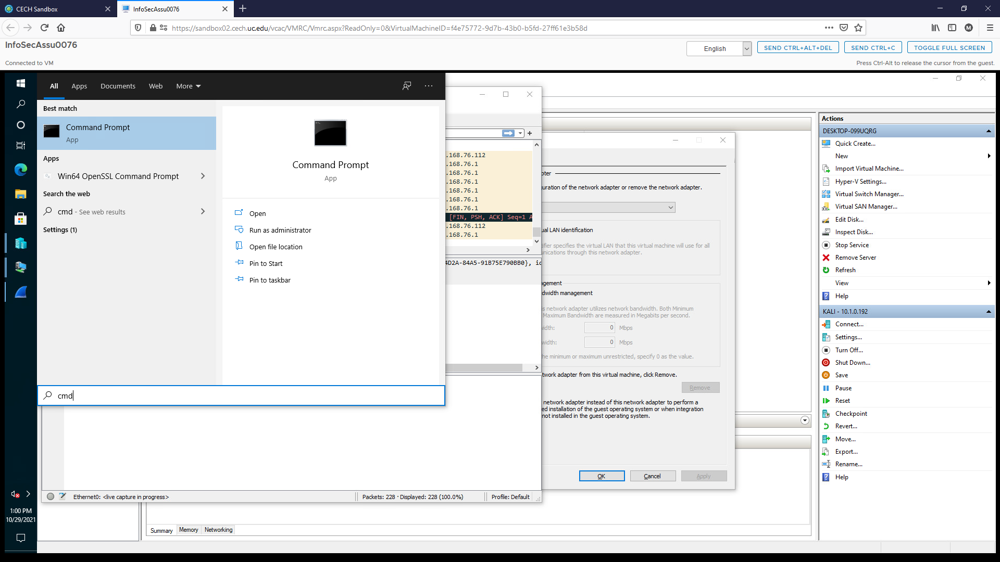 CECH Sandbox
InfoSecAssu0076
https://sandbox02.cech.uc.edu/vcac/VMRC/Vmrc.aspx?ReadOnly=0&VirtualMachineID=f4e75772-9d7b-43b0-b5fd-27ff61e3b58d
M
InfoSecAssu0076
English
SEND CTRL+ALT+DEL
SEND CTRL+C
TOGGLE FULL SCREEN
Connected to VM
Press Ctrl-Alt to release the cursor from the guest.
All
Apps
Documents
Web
More
Best match
Command Prompt
App
Apps
Win64 OpenSSL Command Prompt
Search the web
cmd - See web results
Settings (1)
Command Prompt
App
Open
Run as administrator
Open file location
Pin to Start
Pin to taskbar
cmd
.168.76.112
.168.76.1
.168.76.1
.168.76.1
.168.76.1
.168.76.1
.168.76.1
[FIN, PSH, ACK] Seq=1 A
.168.76.112
.168.76.1
4D2A-84A5-91B75E790BB0}, id
Ethernet0: <live capture in progress>
Packets: 228 · Displayed: 228 (100.0%)
Profile: Default
pter
uration of the network adapter or remove the network adapter.
ual LAN identification
ifier specifies the virtual LAN that this virtual machine will use for all
unications through this network adapter.
agement
dwidth management
is network adapter utilizes network bandwidth. Both Minimum
Maximum Bandwidth are measured in Megabits per second.
width:
0
Mbps
width:
0
Mbps
he minimum or maximum unrestricted, specify 0 as the value.
twork adapter from this virtual machine, click Remove.
Remove
network adapter instead of this network adapter to perform a
ed installation of the guest operating system or when integration
not installed in the guest operating system.
OK
Cancel
Apply
Summary
Memory
Networking
Actions
DESKTOP-099UQRG
Quick Create...
New
Import Virtual Machine...
Hyper-V Settings...
Virtual Switch Manager...
Virtual SAN Manager...
Edit Disk...
Inspect Disk...
Stop Service
Remove Server
Refresh
View
Help
KALI - 10.1.0.192
Connect...
Settings...
Turn Off...
Shut Down...
Save
Pause
Reset
Checkpoint
Revert...
Move...
Export...
Rename...
Help
1:00 PM
10/29/2021